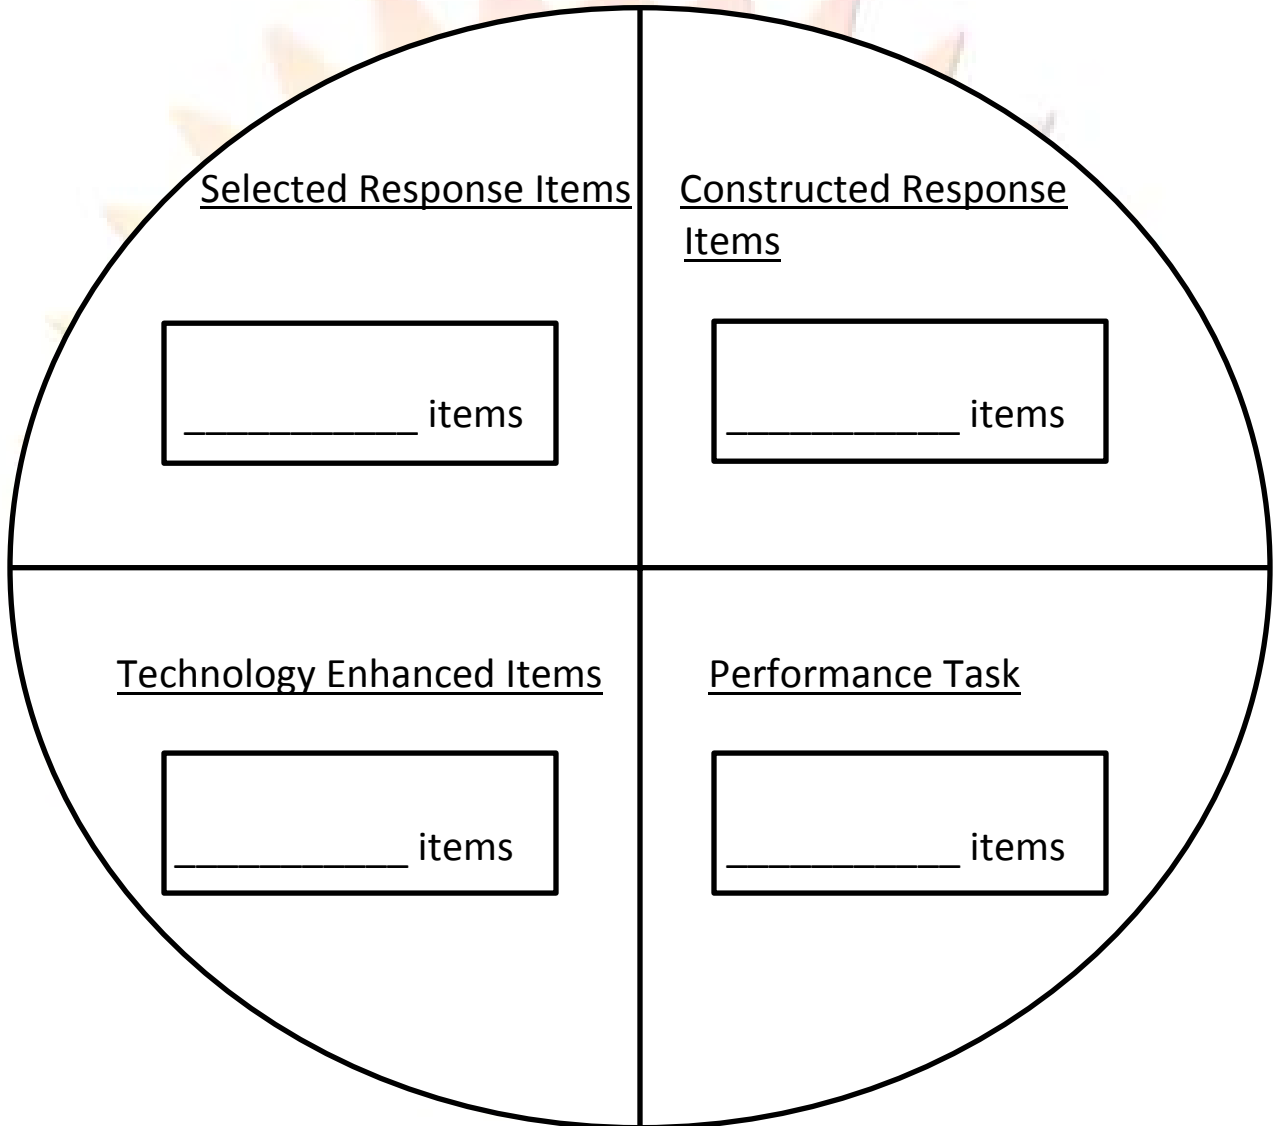 Selected Response Items
Constructed Response
Items
___________ items
___________ items
Technology Enhanced Items
Performance Task
___________ items
___________ items